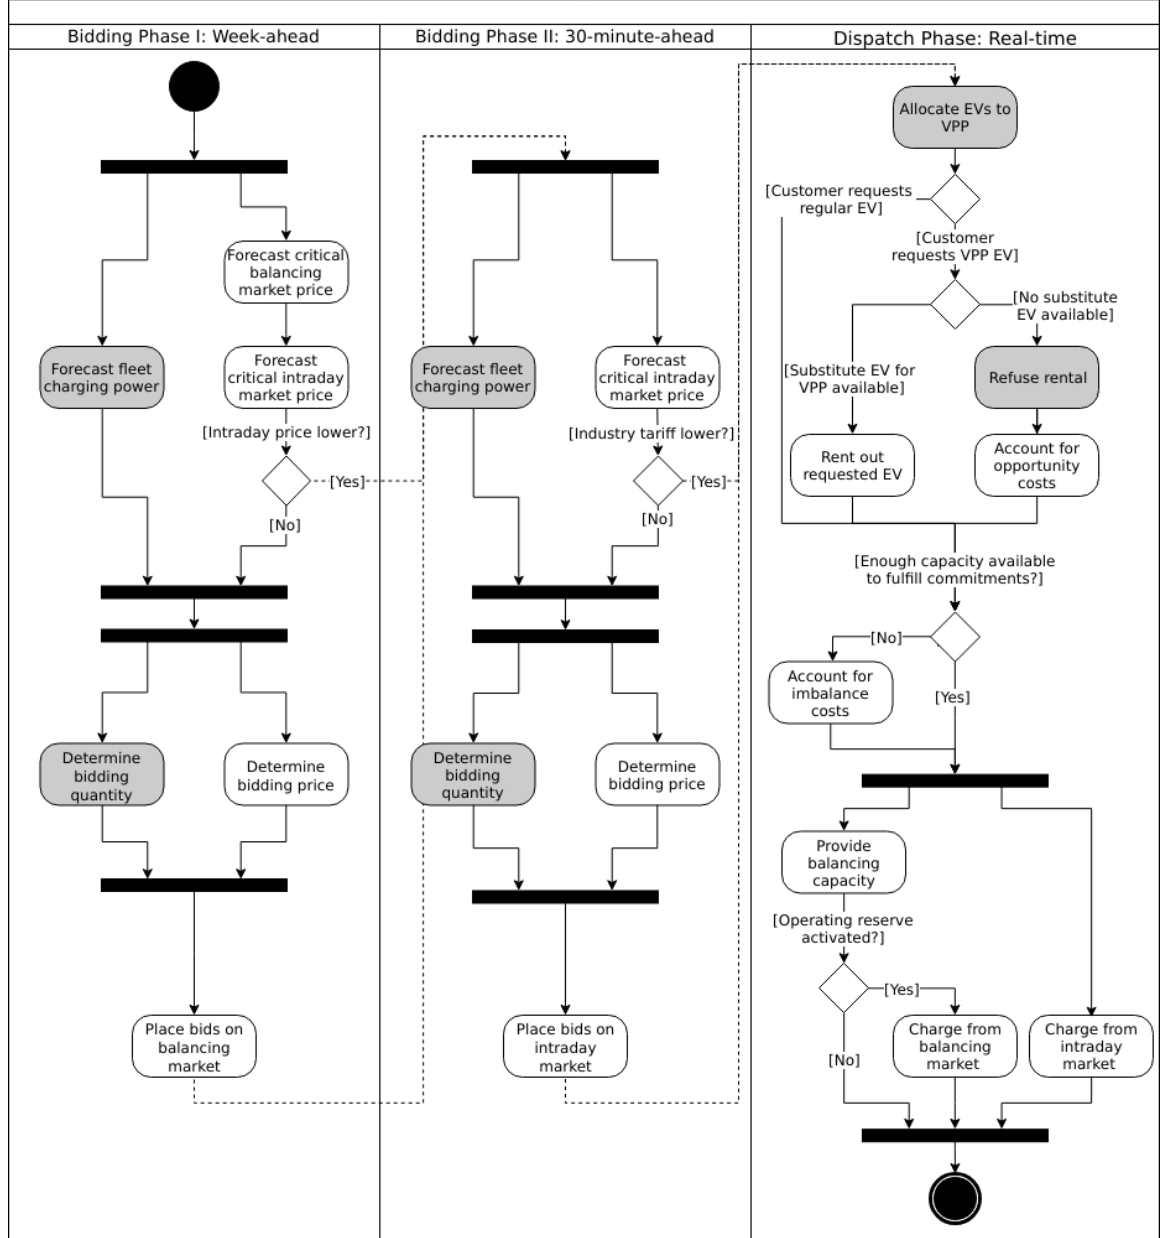 Bidding Phase I: Week-ahead
Forecast critical
balancing
market price
Forecast fleet
charging power
Forecast
critical intraday
market price
[Intraday price lower?]
[Yes]
[No]
Determine
bidding
quantity
Determine
bidding price
Place bids on
balancing
market
Bidding Phase II: 30-minute-ahead
Forecast fleet
charging power
Forecast
critical intraday
market price
[Industry tariff lower?]
[Yes]
[No]
Determine
bidding
quantity
Determine
bidding price
Place bids on
intraday
market
Dispatch Phase: Real-time
Allocate EVs to
VPP
[Customer requests
regular EV]
[Customer
requests VPP EV]
[No substitute
EV available]
[Substitute EV for
VPP available]
Refuse rental
Rent out
requested EV
Account for
opportunity
costs
[Enough capacity available
to fulfill commitments?]
[No]
Account for
imbalance
costs
[Yes]
Provide
balancing
capacity
[Operating reserve
activated?]
[Yes]
[No]
Charge from
balancing
market
Charge from
intraday
market